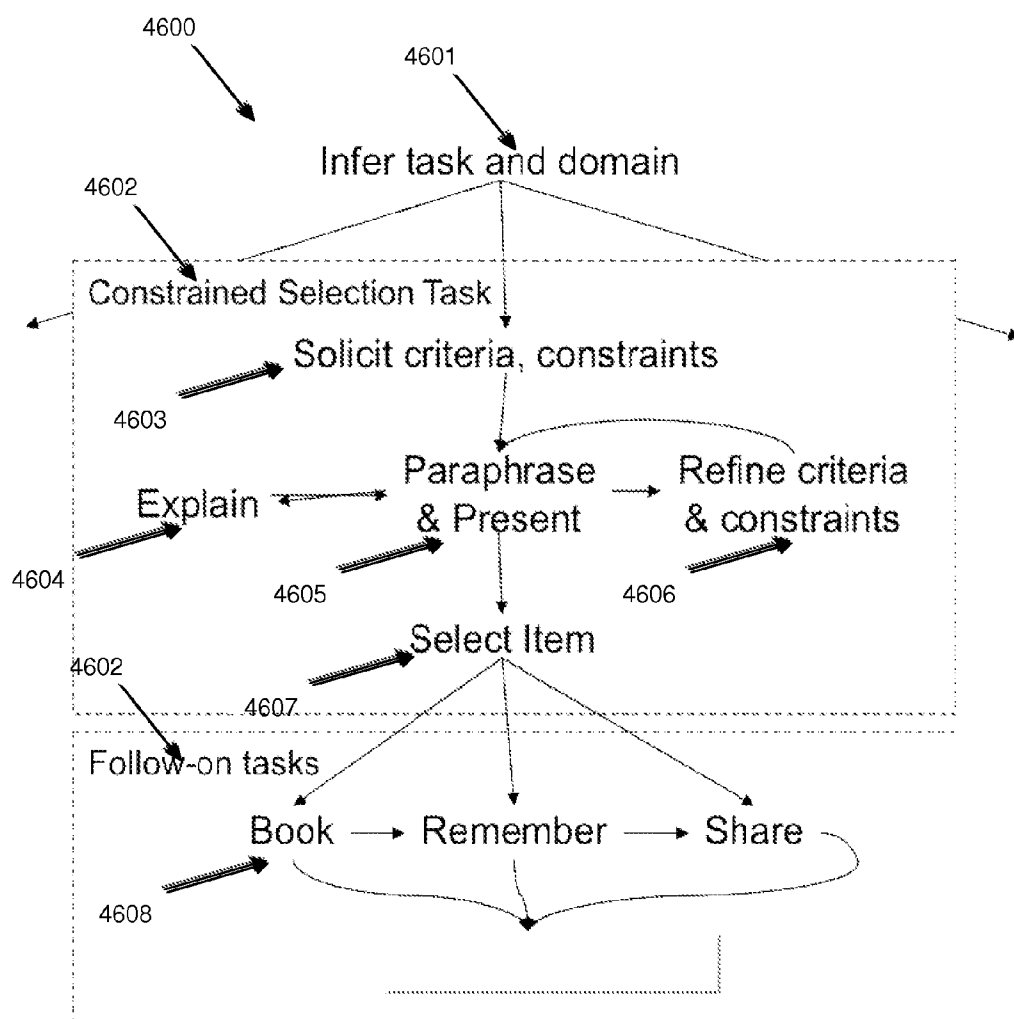 4600
4601
Infer task and domain
4602
Constrained Selection Task
Solicit criteria, constraints
4603
Paraphrase
& Present
Refine criteria
& constraints
Explain
4604
4605
4606
Select Item
4602
4607
Follow-on tasks
Book
Remember
Share
4608